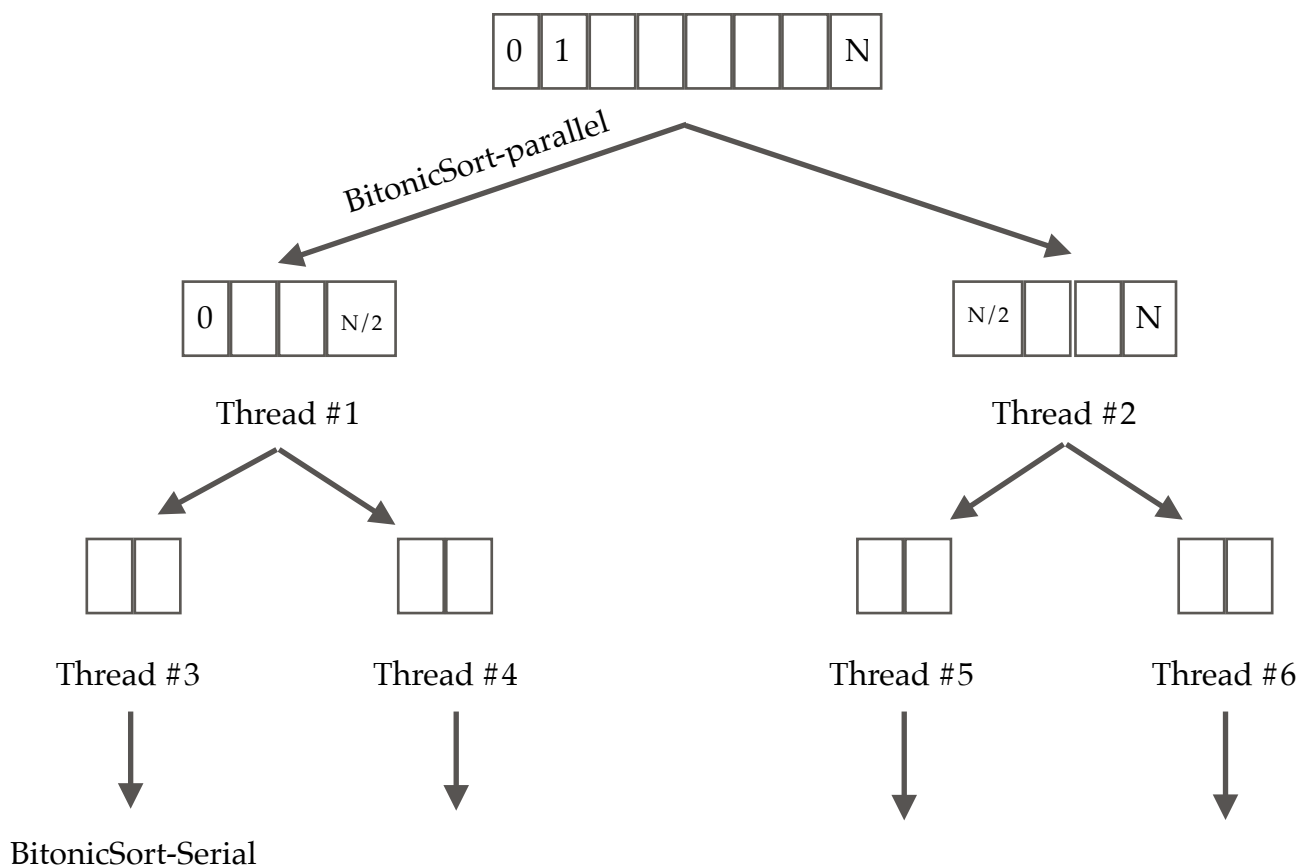 0 1 N
BitonicSort-parallel
0 N/2
N/2 N
Thread #1
Thread #2
Thread #3
Thread #4
Thread #5
Thread #6
BitonicSort-Serial